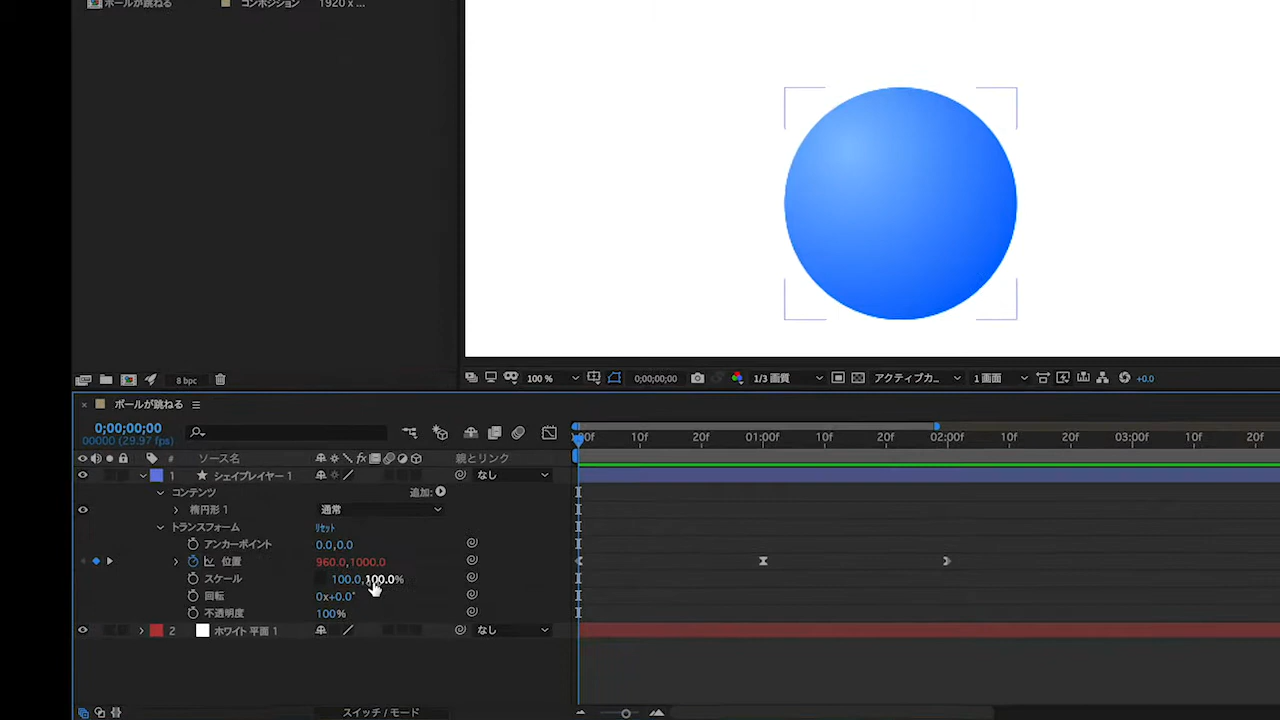 ボールが跳ねる コンポジション 1920 x ...
8 bpc
100 % 0;00;00;00 1/3 画質 アクティブカ... 1 画面 +0.0
× ボールが跳ねる
0;00;00;00
00000 (29.97 fps)
:00f 10f 20f 01:00f 10f 20f 02:00f 10f 20f 03:00f 10f 20f
# ソース名 fx 親とリンク
1 シェイプレイヤー 1 なし
コンテンツ 追加:
楕円形 1 通常
トランスフォーム リセット
アンカーポイント 0.0,0.0
位置 960.0,1000.0
スケール 100.0,100.0%
回転 0x+0.0°
不透明度 100%
2 ホワイト 平面 1 なし
スイッチ / モード